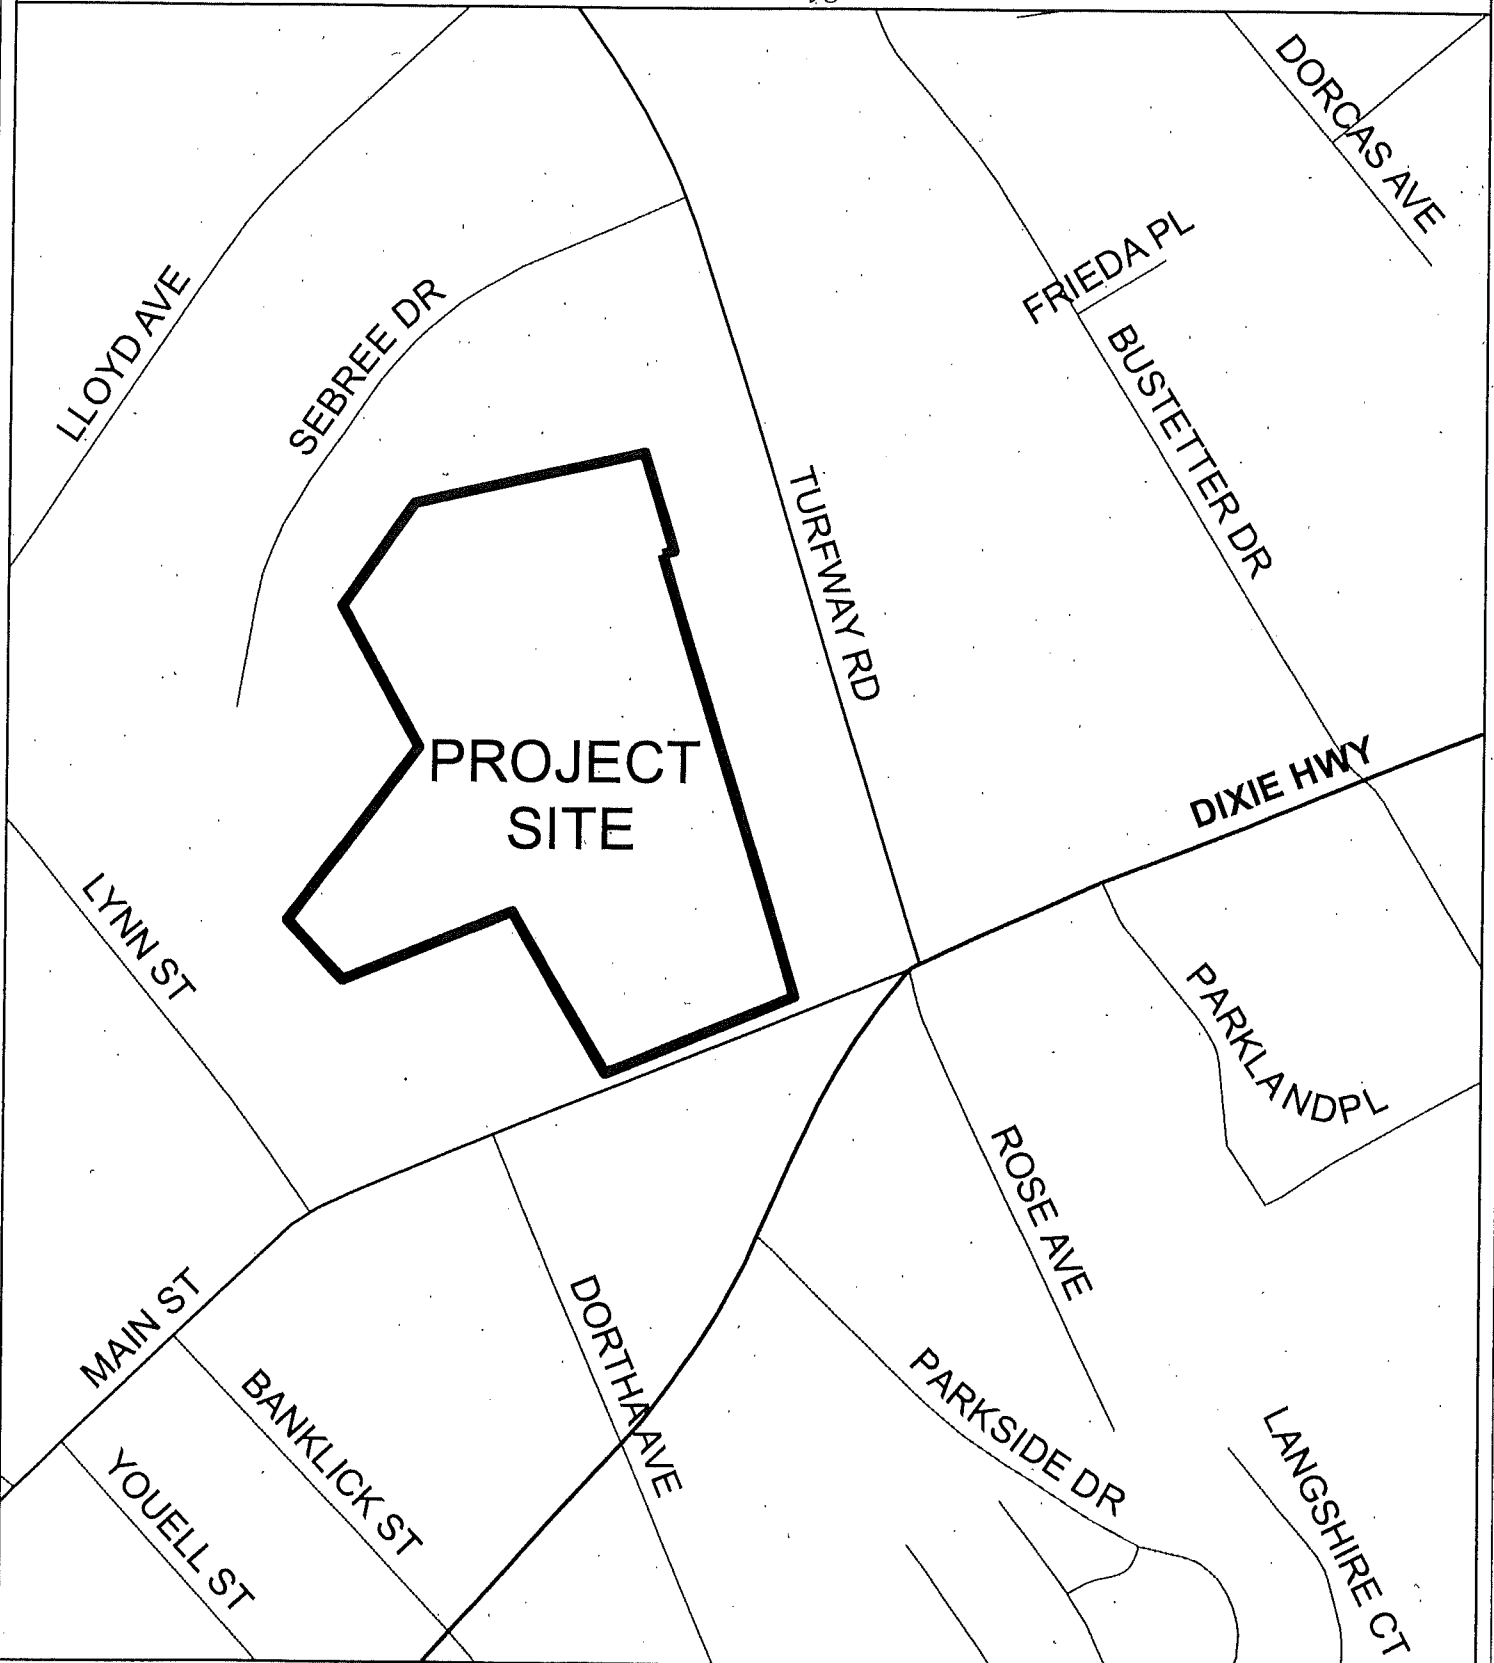 DORCAS AVE
FRIEDA PL
LLOYD AVE
SEBREE DR
BUSTETTER DR
TURFWAY RD
PROJECT
SITE
DIXIE HWY
LYNN ST
PARKLANDPL
ROSE AVE
MAIN ST
DORTHA AVE
PARKSIDE DR
BANKLICK ST
LANGSHIRE CT
YOUELL ST